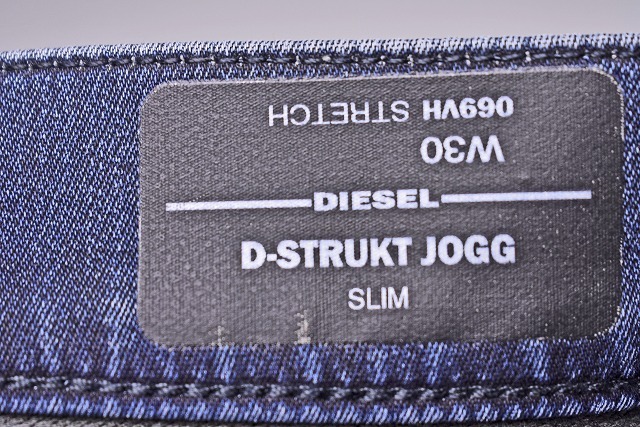 W30
069VH STRETCH
DIESEL
D-STRUKT JOGG
SLIM